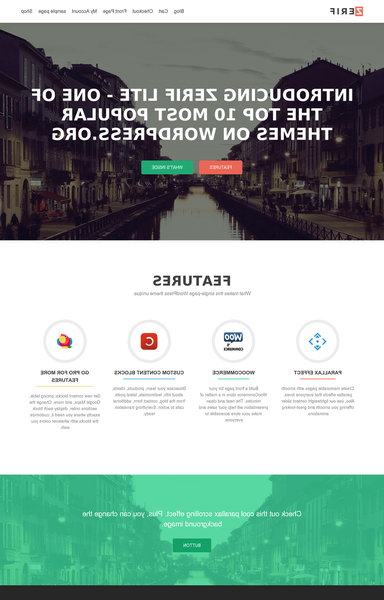 ZERIF
Blog Cart Checkout Front Page My Account sample page Shop
INTRODUCING ZERIF LITE - ONE OF
THE TOP 10 MOST POPULAR
THEMES ON WORDPRESS.ORG
FEATURES WHAT'S INSIDE
FEATURES
What makes this single-page WordPress theme unique.
PARALLAX EFFECT
Create memorable pages with smooth
parallax effects that everyone loves.
Also, use our lightweight content slider
offering you smooth and great-looking
animations.
Woo
COMMERCE
WOOCOMMERCE
Build a front page for your
WooCommerce store in a matter of
minutes. The neat and clean
presentation will help your sales and
make your store accessible to
everyone.
CUSTOM CONTENT BLOCKS
Showcase your team, products, clients,
about info, testimonials, latest posts
from the blog, contact form, additional
calls to action. Everything translation
ready.
GO PRO FOR MORE
FEATURES
Get new content blocks: pricing table,
Google Maps, and more. Change the
sections order, display each block
exactly where you need it, customize
the blocks with whatever colors you
wish.
Check out this cool parallax scrolling effect. Plus, you can change the
background image
BUTTON